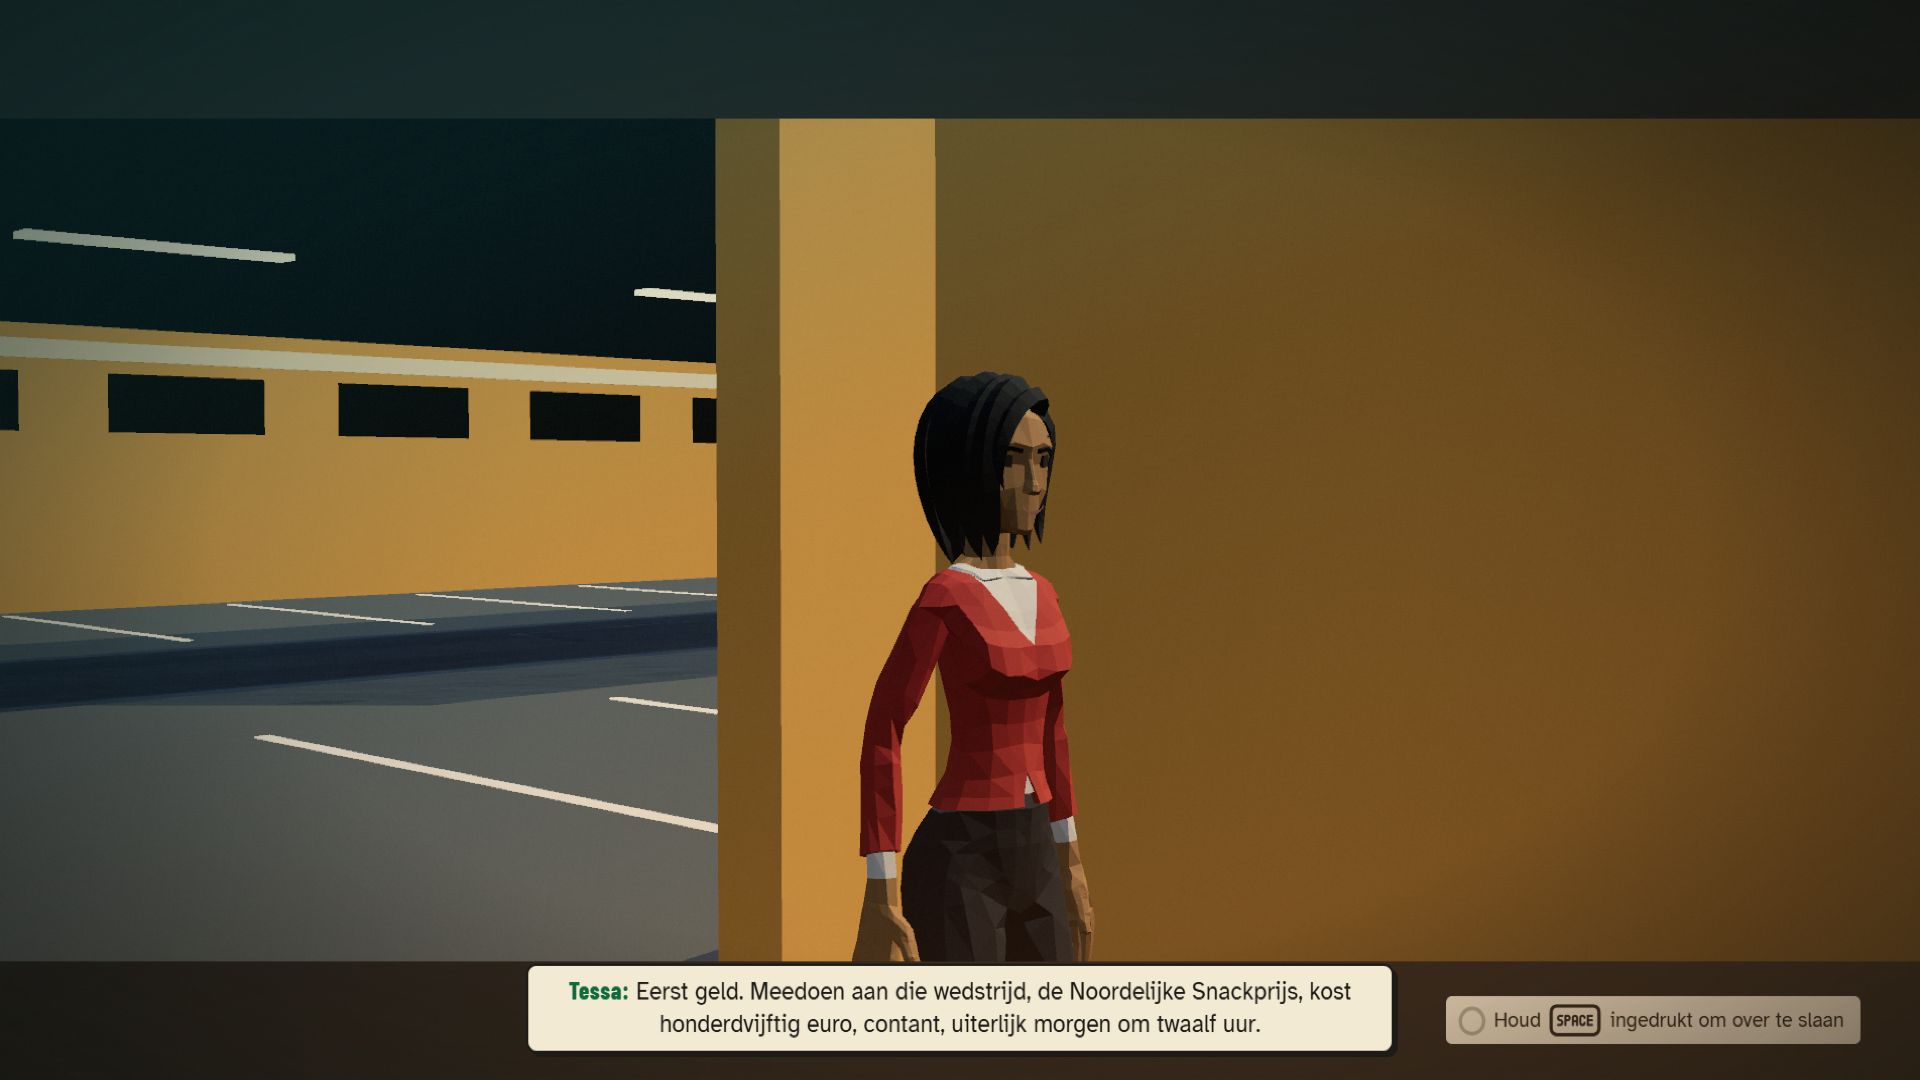 Tessa: Eerst geld. Meedoen aan die wedstrijd, de Noordelijke Snackprijs, kost
honderdvijftig euro, contant, uiterlijk morgen om twaalf uur.
Houd SPACE ingedrukt om over te slaan